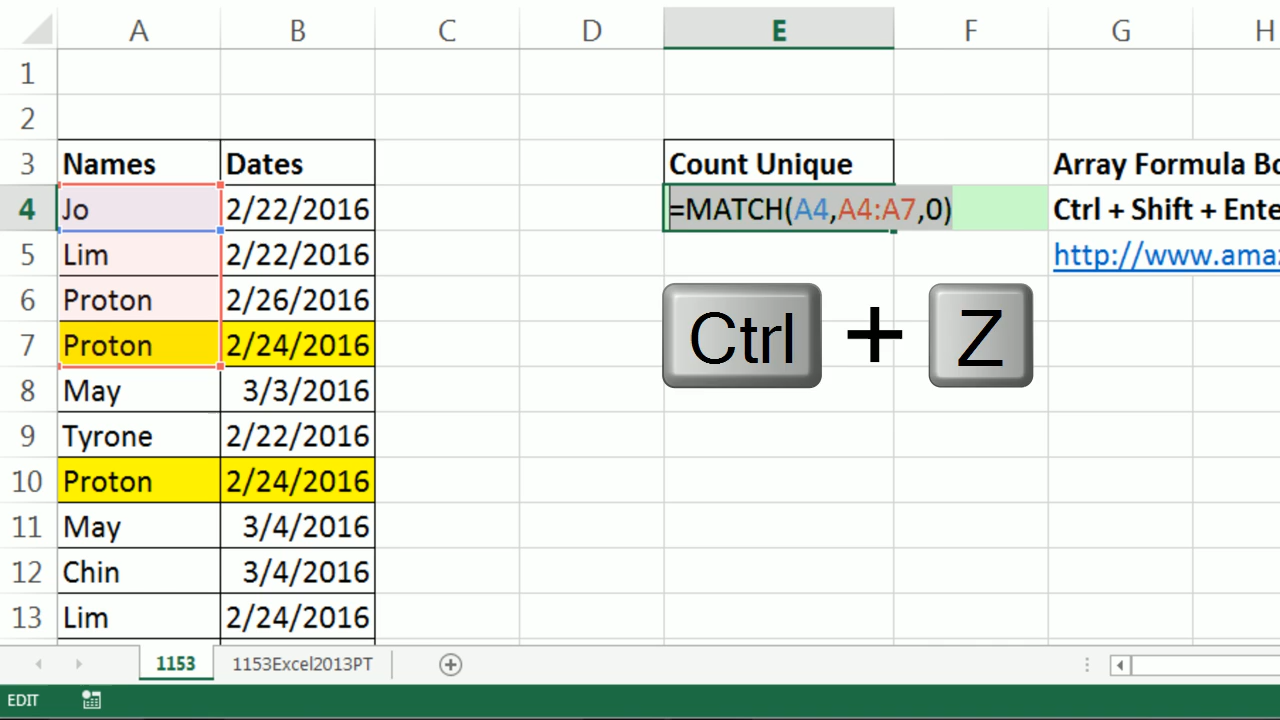 A B C D E F G H
1
2
3 Names Dates Count Unique Array Formula Bo
4 Jo 2/22/2016 =MATCH(A4,A4:A7,0) Ctrl + Shift + Ente
5 Lim 2/22/2016 http://www.ama
6 Proton 2/26/2016
7 Proton 2/24/2016 Ctrl + Z
8 May 3/3/2016
9 Tyrone 2/22/2016
10 Proton 2/24/2016
11 May 3/4/2016
12 Chin 3/4/2016
13 Lim 2/24/2016
1153 1153Excel2013PT
EDIT